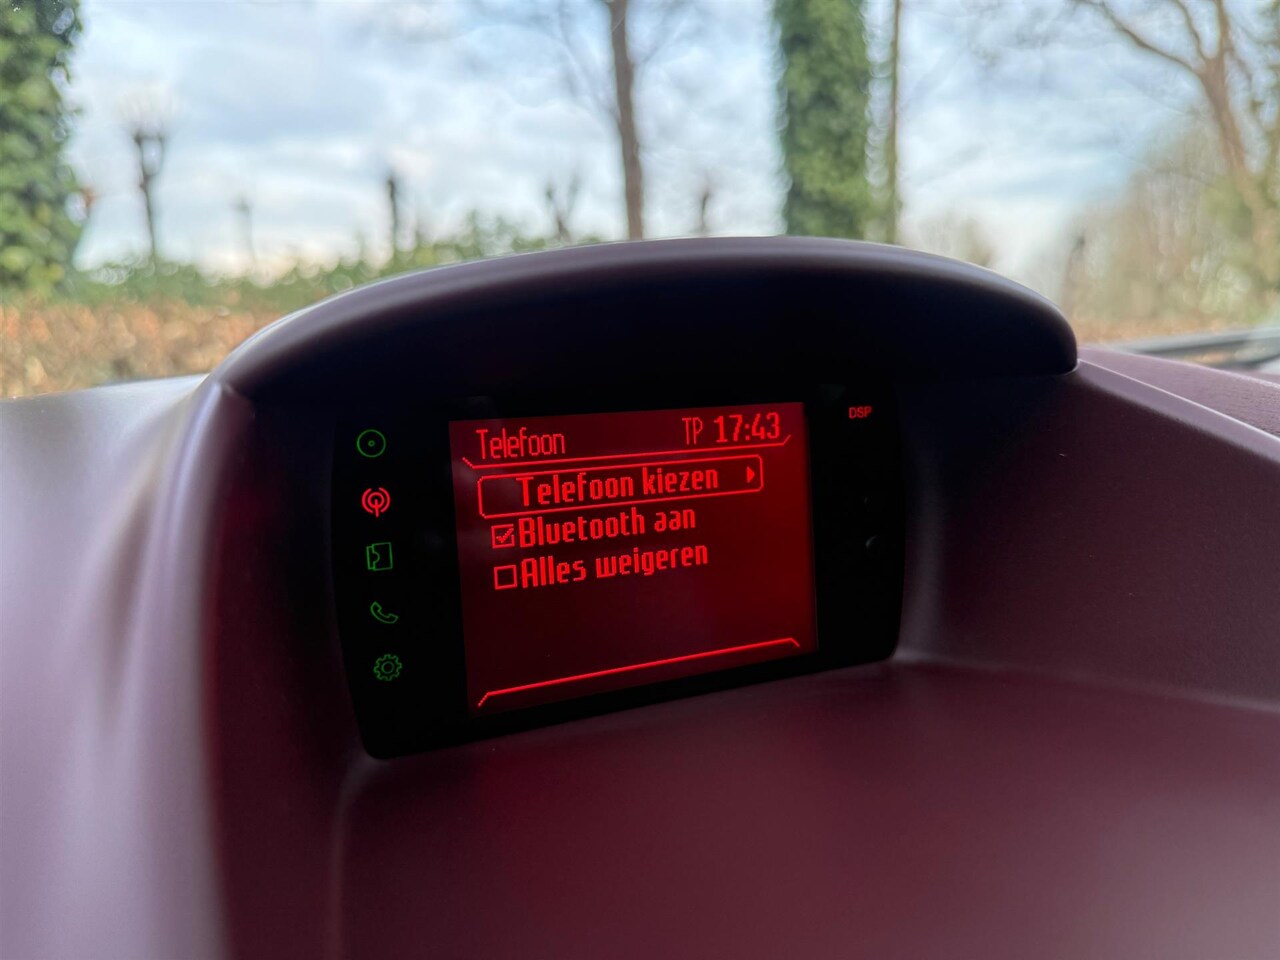 Telefoon TP 17:43 DSP
Telefoon kiezen
Bluetooth aan
Alles weigeren